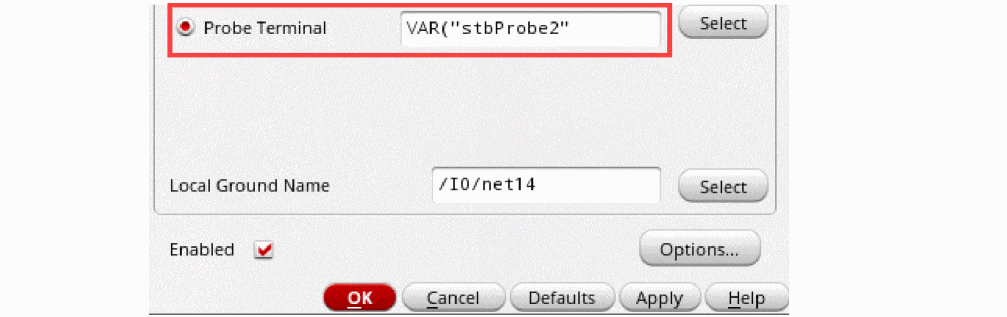 Probe Terminal VAR("stbProbe2" Select
Local Ground Name /I0/net14 Select
Enabled Options...
OK Cancel Defaults Apply Help